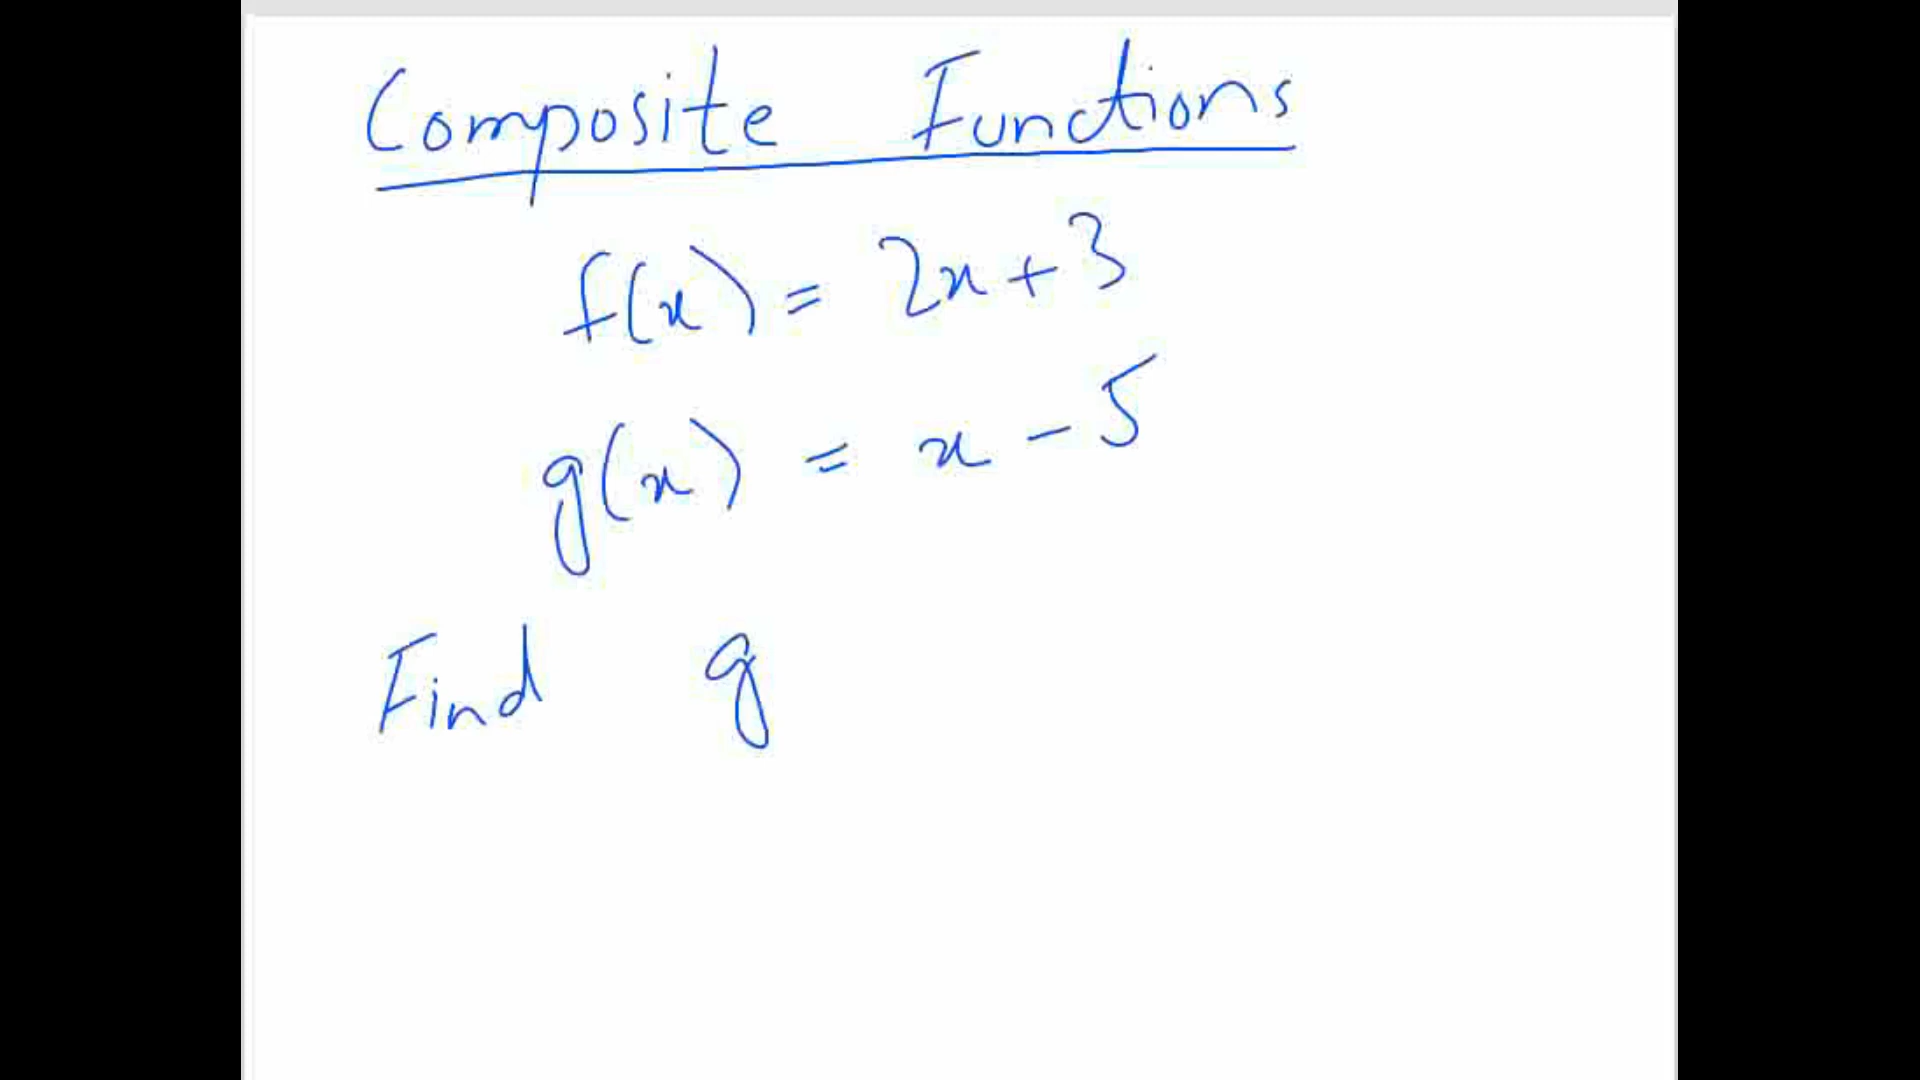 Composite Functions
f(x) = 2x + 3
g(x) = x - 5
Find g